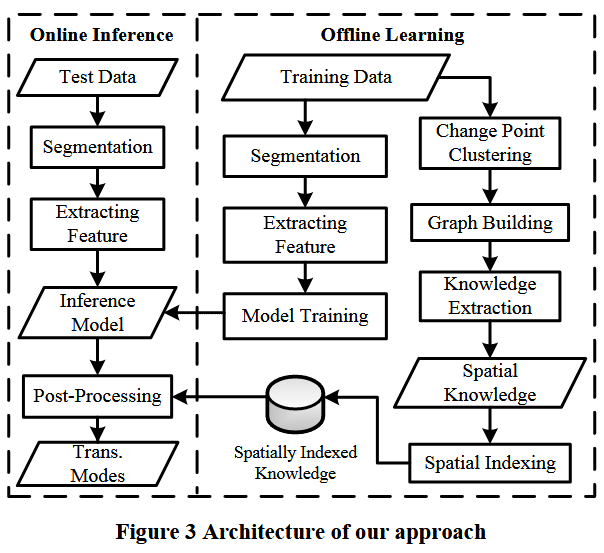 Online Inference
Offline Learning
Test Data
Segmentation
Extracting
Feature
Inference
Model
Post-Processing
Trans.
Modes
Training Data
Segmentation
Extracting
Feature
Model Training
Change Point
Clustering
Graph Building
Knowledge
Extraction
Spatial
Knowledge
Spatial Indexing
Spatially Indexed
Knowledge
Figure 3 Architecture of our approach